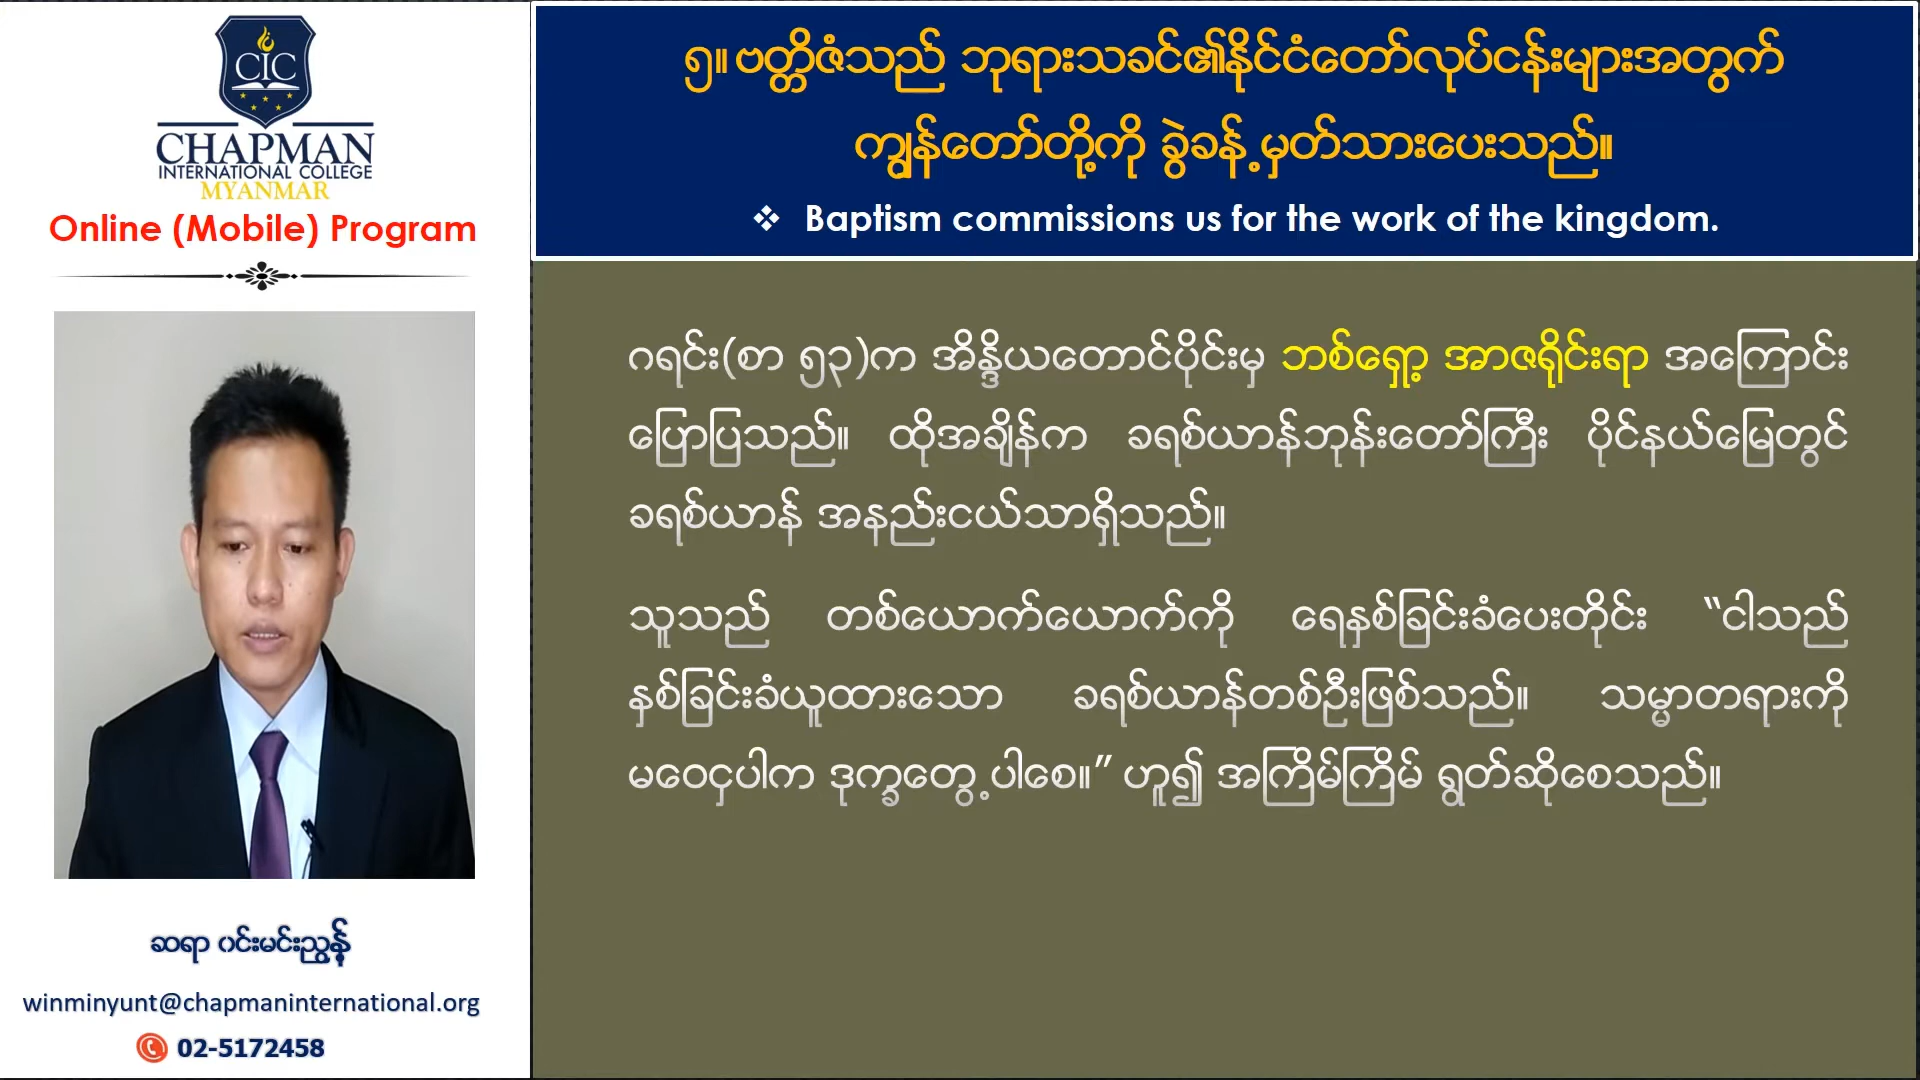 CIC
CHAPMAN
INTERNATIONAL COLLEGE
MYANMAR
Online (Mobile) Program
ဆရာ ဝင်းမင်းညွန့်
winminyunt@chapmaninternational.org
02-5172458
၅။ ဗတ္တိဇံသည် ဘုရားသခင်၏နိုင်ငံတော်လုပ်ငန်းများအတွက်
ကျွန်တော်တို့ကို ခွဲခန့်မှတ်သားပေးသည်။
❖ Baptism commissions us for the work of the kingdom.
ဂရင်း(စာ ၅၃)က အိန္ဒိယတောင်ပိုင်းမှ ဘစ်ရှော့ အာဇရိုင်းရာ အကြောင်း
ပြောပြသည်။ ထိုအချိန်က ခရစ်ယာန်ဘုန်းတော်ကြီး ပိုင်နယ်မြေတွင်
ခရစ်ယာန် အနည်းငယ်သာရှိသည်။
သူသည် တစ်ယောက်ယောက်ကို ရေနှစ်ခြင်းခံပေးတိုင်း “ငါသည်
နှစ်ခြင်းခံယူထားသော ခရစ်ယာန်တစ်ဦးဖြစ်သည်။ သမ္မာတရားကို
မဝေငှပါက ဒုက္ခတွေ့ပါစေ။” ဟူ၍ အကြိမ်ကြိမ် ရွတ်ဆိုစေသည်။